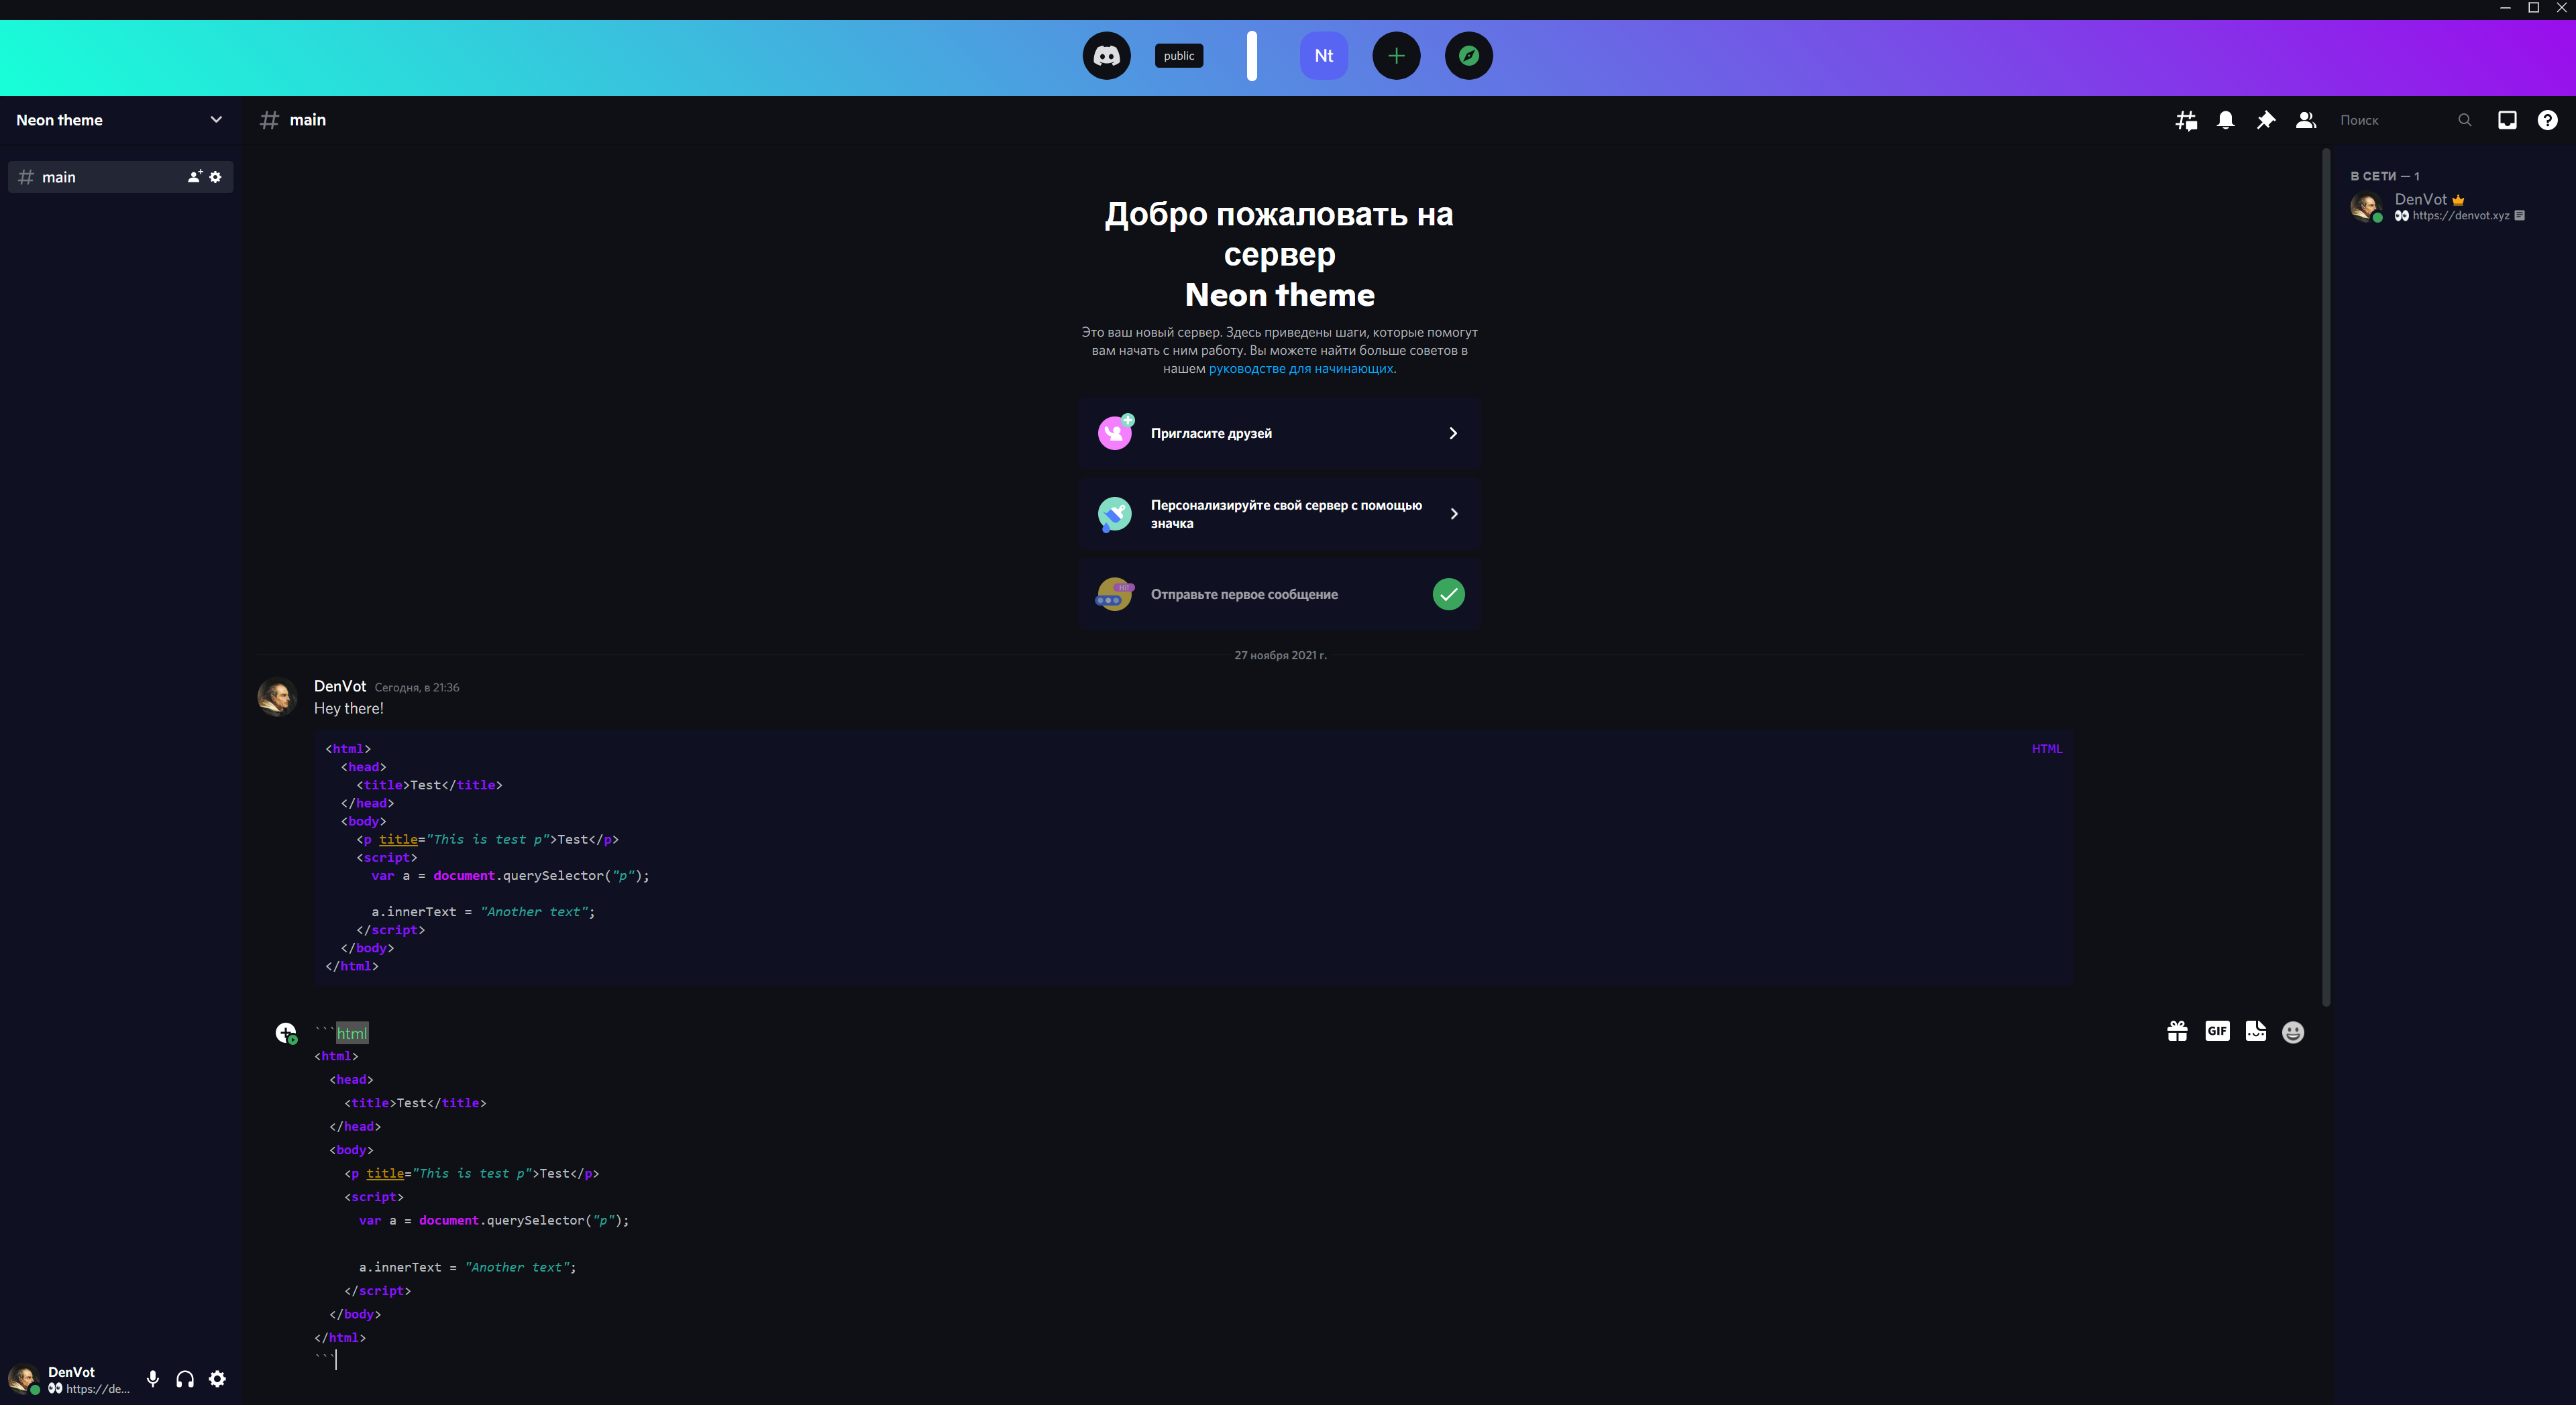 public
Nt
Neon theme
main
Поиск
main
В СЕТИ — 1
DenVot
https://denvot.xyz
Добро пожаловать на
сервер
Neon theme
Это ваш новый сервер. Здесь приведены шаги, которые помогут
вам начать с ним работу. Вы можете найти больше советов в
нашем руководстве для начинающих.
Пригласите друзей
Персонализируйте свой сервер с помощью
значка
HI!
Отправьте первое сообщение
27 ноября 2021 г.
DenVot Сегодня, в 21:36
Hey there!
HTML
<html>
  <head>
    <title>Test</title>
  </head>
  <body>
    <p title="This is test p">Test</p>
    <script>
      var a = document.querySelector("p");

      a.innerText = "Another text";
    </script>
  </body>
</html>
```html
GIF
<html>
  <head>
    <title>Test</title>
  </head>
  <body>
    <p title="This is test p">Test</p>
    <script>
      var a = document.querySelector("p");

      a.innerText = "Another text";
    </script>
  </body>
</html>
```
DenVot
https://de...